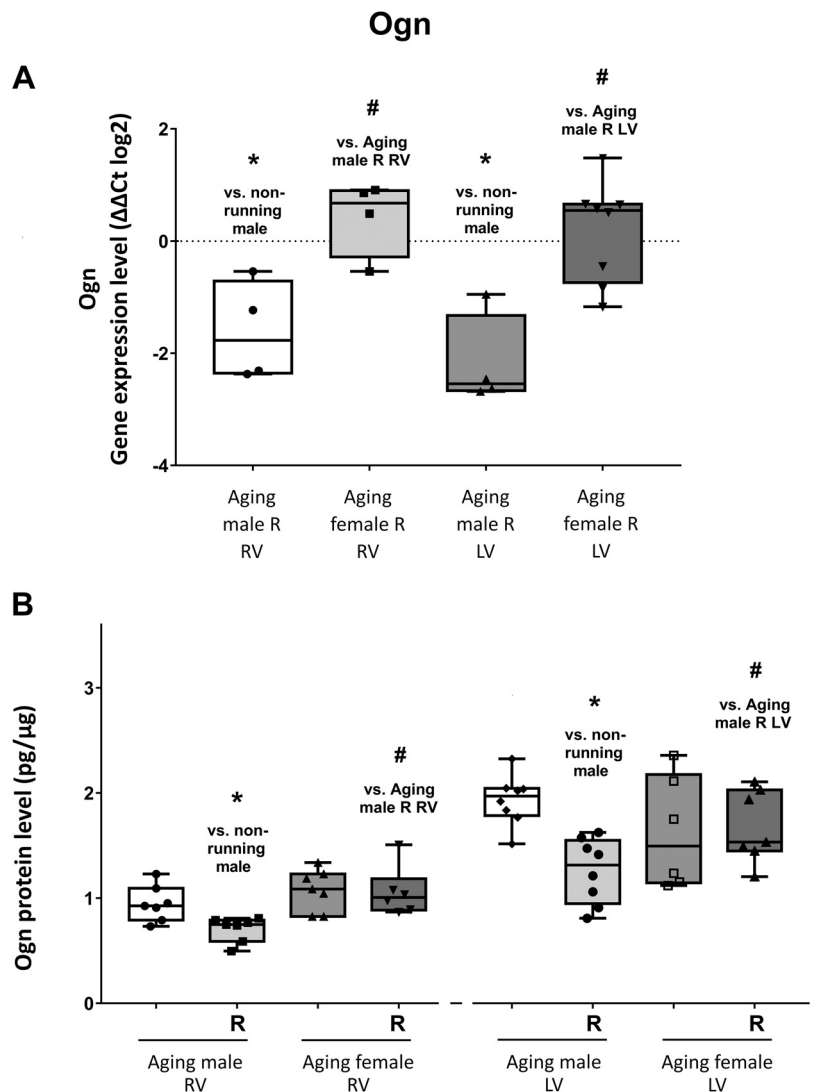 Ogn
A
Ogn
Gene expression level (ΔΔCt log2)
2
0
-2
-4
*
vs. non-
running
male
#
vs. Aging
male R RV
*
vs. non-
running
male
#
vs. Aging
male R LV
Aging
male R
RV
Aging
female R
RV
Aging
male R
LV
Aging
female R
LV
B
Ogn protein level (pg/µg)
3
2
1
0
*
vs. non-
running
male
#
vs. Aging
male R RV
*
vs. non-
running
male
#
vs. Aging
male R LV
R
R
R
R
Aging male
RV
Aging female
RV
Aging male
LV
Aging female
LV